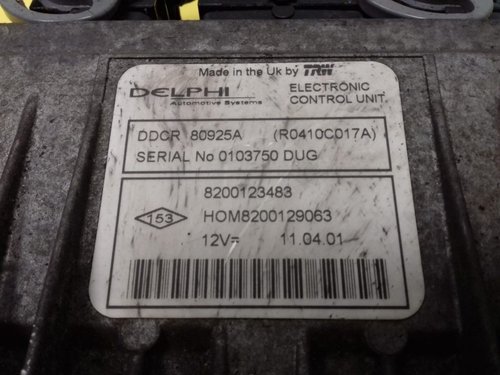 Made in the Uk by TRW
DELPHI
Automotive Systems
ELECTRONIC
CONTROL UNIT
DDCR 80925A (R0410C017A)
SERIAL No 0103750 DUG
8200123483
153 HOM8200129063
12V= 11.04.01